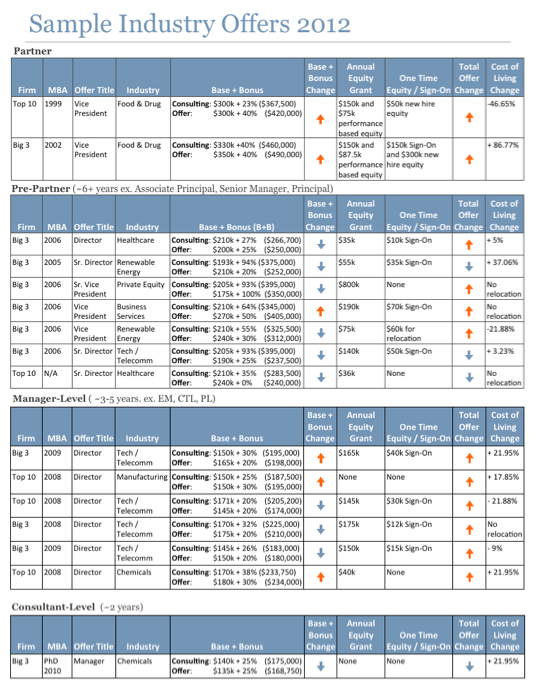 Sample Industry Offers 2012
Partner
Firm MBA Offer Title Industry Base + Bonus Base + Bonus Change Annual Equity Grant One Time Equity / Sign-On Total Offer Change Cost of Living Change
Top 10 1999 Vice President Food & Drug Consulting: $300k + 23% ($367,500) $150k and $75k performance based equity $50k new hire equity -46.65%
Offer: $300k + 40% ($420,000)
Big 3 2002 Vice President Food & Drug Consulting: $330k +40% ($460,000) $150k and $87.5k performance based equity $150k Sign-On and $300k new hire equity + 86.77%
Offer: $350k + 40% ($490,000)
Pre-Partner (~6+ years ex. Associate Principal, Senior Manager, Principal)
Firm MBA Offer Title Industry Base + Bonus (B+B) Base + Bonus Change Annual Equity Grant One Time Equity / Sign-On Total Offer Change Cost of Living Change
Big 3 2006 Director Healthcare Consulting: $210k + 27% ($266,700) $35k $10k Sign-On + 5%
Offer: $200k + 25% ($250,000)
Big 3 2005 Sr. Director Renewable Energy Consulting: $193k + 94% ($375,000) $55k $35k Sign-On + 37.06%
Offer: $210k + 20% ($252,000)
Big 3 2006 Sr. Vice President Private Equity Consulting: $205k + 93% ($395,000) $800k None No relocation
Offer: $175k + 100% ($350,000)
Big 3 2006 Vice President Business Services Consulting: $210k + 64% ($345,000) $190k $70k Sign-On No relocation
Offer: $270k + 50% ($405,000)
Big 3 2006 Vice President Renewable Energy Consulting: $210k + 55% ($325,500) $75k $60k for relocation -21.88%
Offer: $240k + 30% ($312,000)
Big 3 2006 Sr. Director Tech / Telecomm Consulting: $205k + 93% ($395,000) $140k $50k Sign-On + 3.23%
Offer: $190k + 25% ($237,500)
Top 10 N/A Sr. Director Healthcare Consulting: $210k + 35% ($283,500) $36k None No relocation
Offer: $240k + 0% ($240,000)
Manager-Level ( ~3-5 years. ex. EM, CTL, PL)
Firm MBA Offer Title Industry Base + Bonus Base + Bonus Change Annual Equity Grant One Time Equity / Sign-On Total Offer Change Cost of Living Change
Big 3 2009 Director Tech / Telecomm Consulting: $150k + 30% ($195,000) $165k $40k Sign-On + 21.95%
Offer: $165k + 20% ($198,000)
Top 10 2008 Director Manufacturing Consulting: $150k + 25% ($187,500) None None + 17.85%
Offer: $150k + 30% ($195,000)
Top 10 2008 Director Tech / Telecomm Consulting: $171k + 20% ($205,200) $145k $30k Sign-On - 21.88%
Offer: $145k + 20% ($174,000)
Big 3 2008 Director Tech / Telecomm Consulting: $170k + 32% ($225,000) $175k $12k Sign-On No relocation
Offer: $175k + 20% ($210,000)
Big 3 2009 Director Tech / Telecomm Consulting: $145k + 26% ($183,000) $150k $15k Sign-On - 9%
Offer: $150k + 20% ($180,000)
Top 10 2008 Director Chemicals Consulting: $170k + 38% ($233,750) $40k None + 21.95%
Offer: $180k + 30% ($234,000)
Consultant-Level (~2 years)
Firm MBA Offer Title Industry Base + Bonus Base + Bonus Change Annual Equity Grant One Time Equity / Sign-On Total Offer Change Cost of Living Change
Big 3 PhD 2010 Manager Chemicals Consulting: $140k + 25% ($175,000) None None + 21.95%
Offer: $135k + 25% ($168,750)